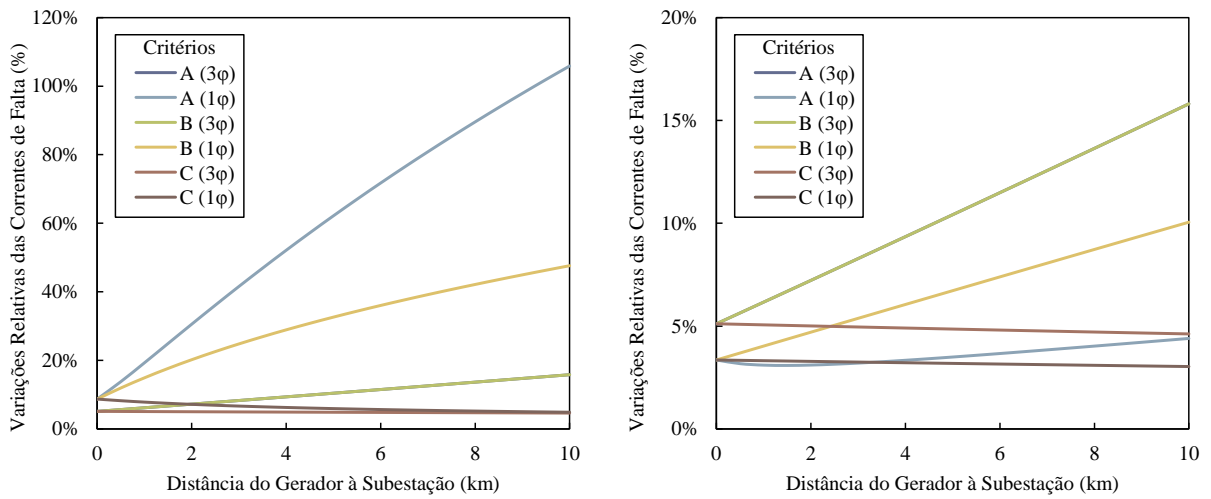 Variações Relativas das Correntes de Falta (%)
120%
100%
80%
60%
40%
20%
0%
Critérios
A (3φ)
A (1φ)
B (3φ)
B (1φ)
C (3φ)
C (1φ)
0 2 4 6 8 10
Distância do Gerador à Subestação (km)
Variações Relativas das Correntes de Falta (%)
20%
15%
10%
5%
0%
Critérios
A (3φ)
A (1φ)
B (3φ)
B (1φ)
C (3φ)
C (1φ)
0 2 4 6 8 10
Distância do Gerador à Subestação (km)